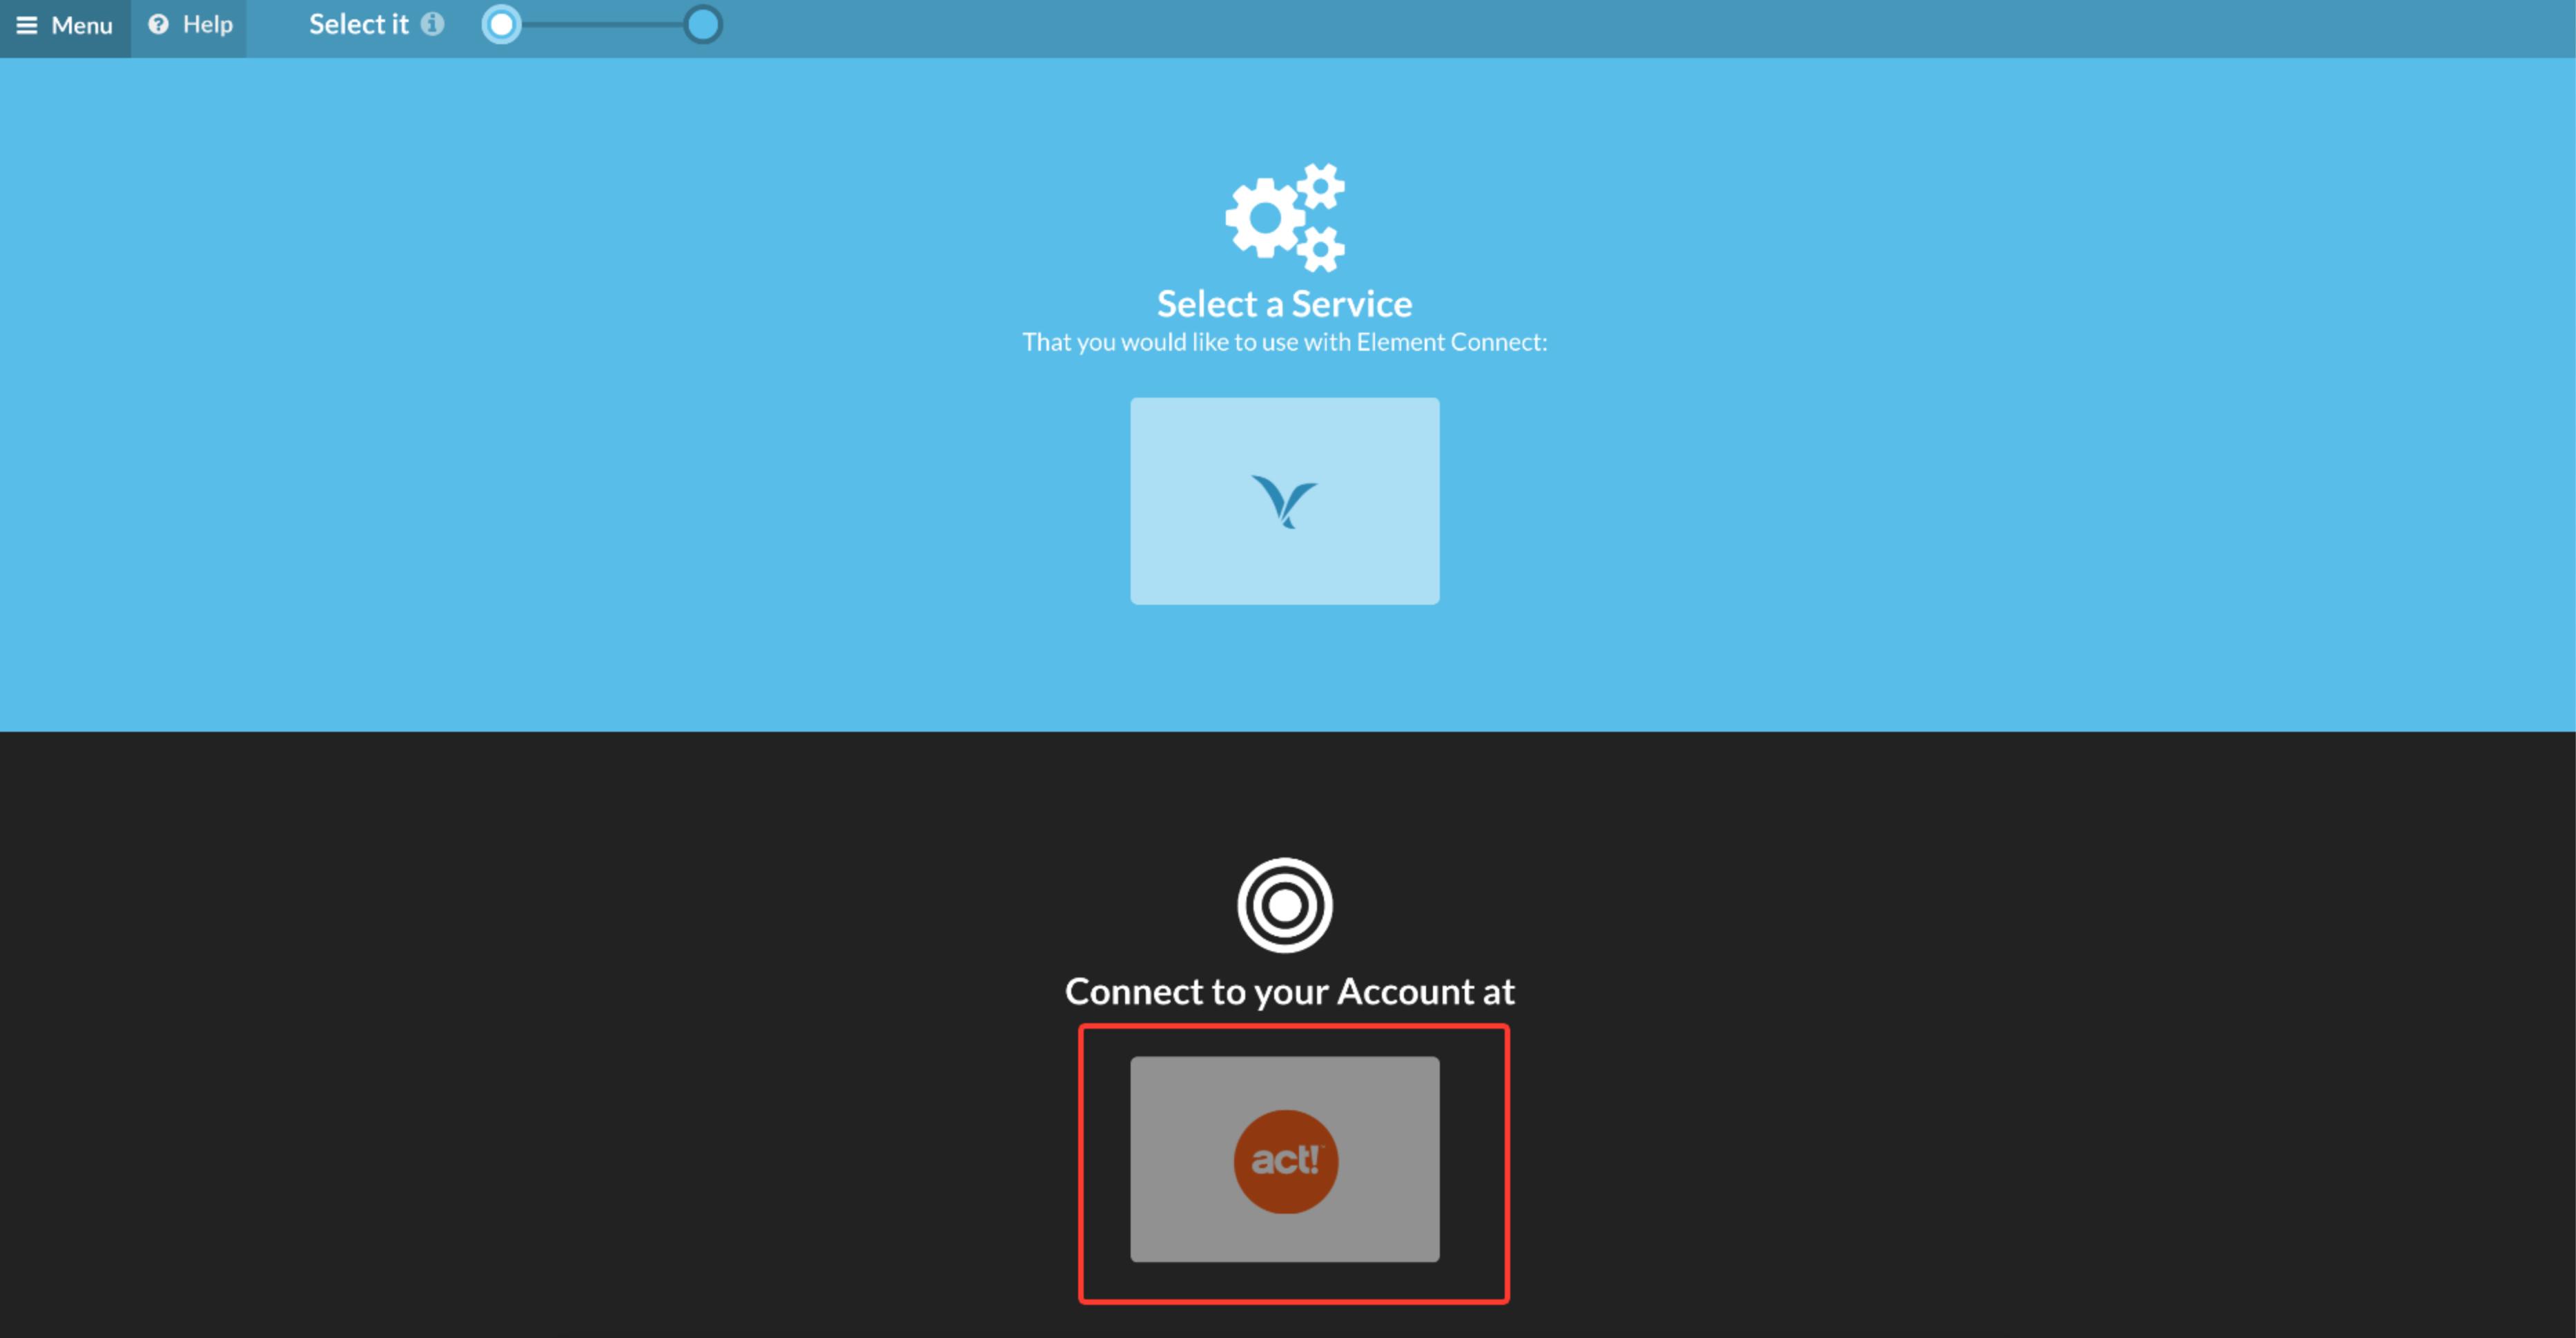 Menu
Help
Select it
Select a Service
That you would like to use with Element Connect:
Connect to your Account at
act!™